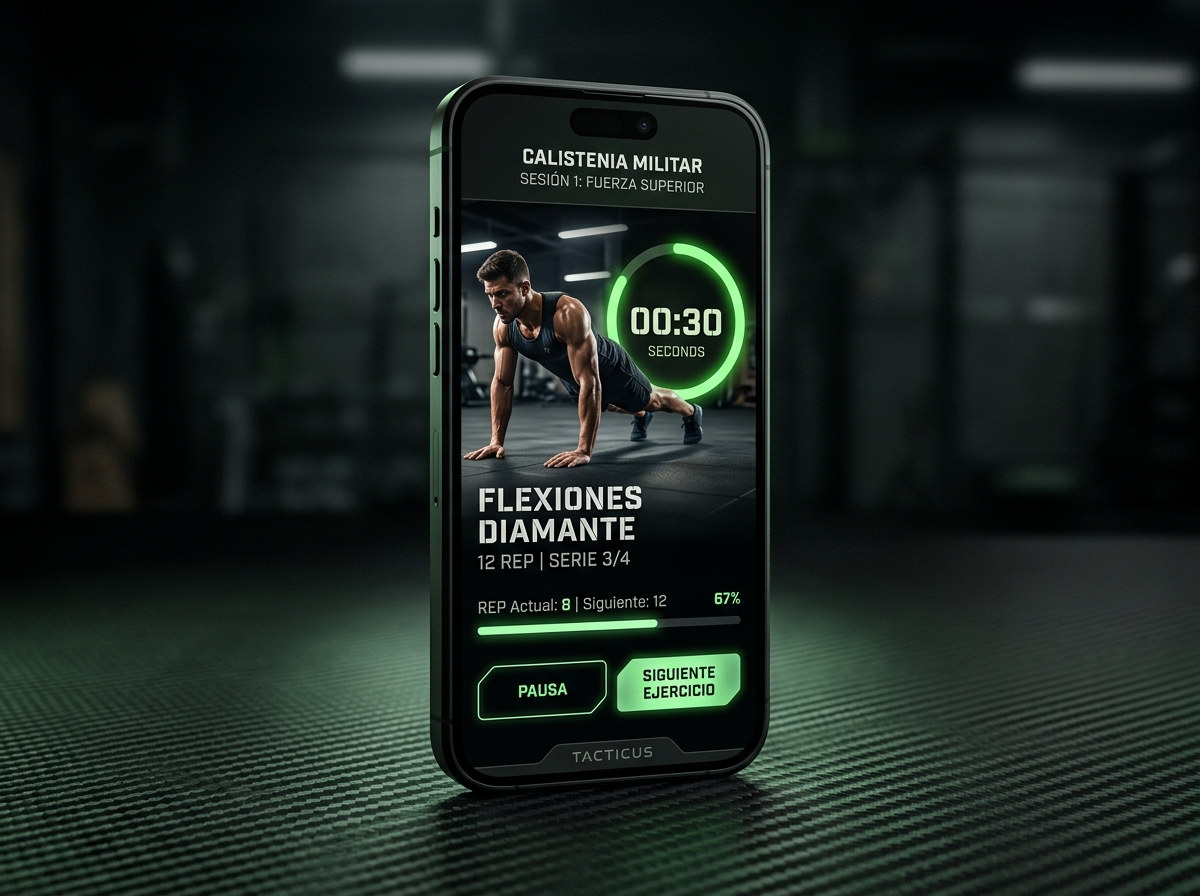 CALISTENIA MILITAR
SESIÓN 1: FUERZA SUPERIOR
00:30
SECONDS
FLEXIONES
DIAMANTE
12 REP | SERIE 3/4
REP Actual: 8 | Siguiente: 12
67%
PAUSA
SIGUIENTE
EJERCICIO
TACTICUS